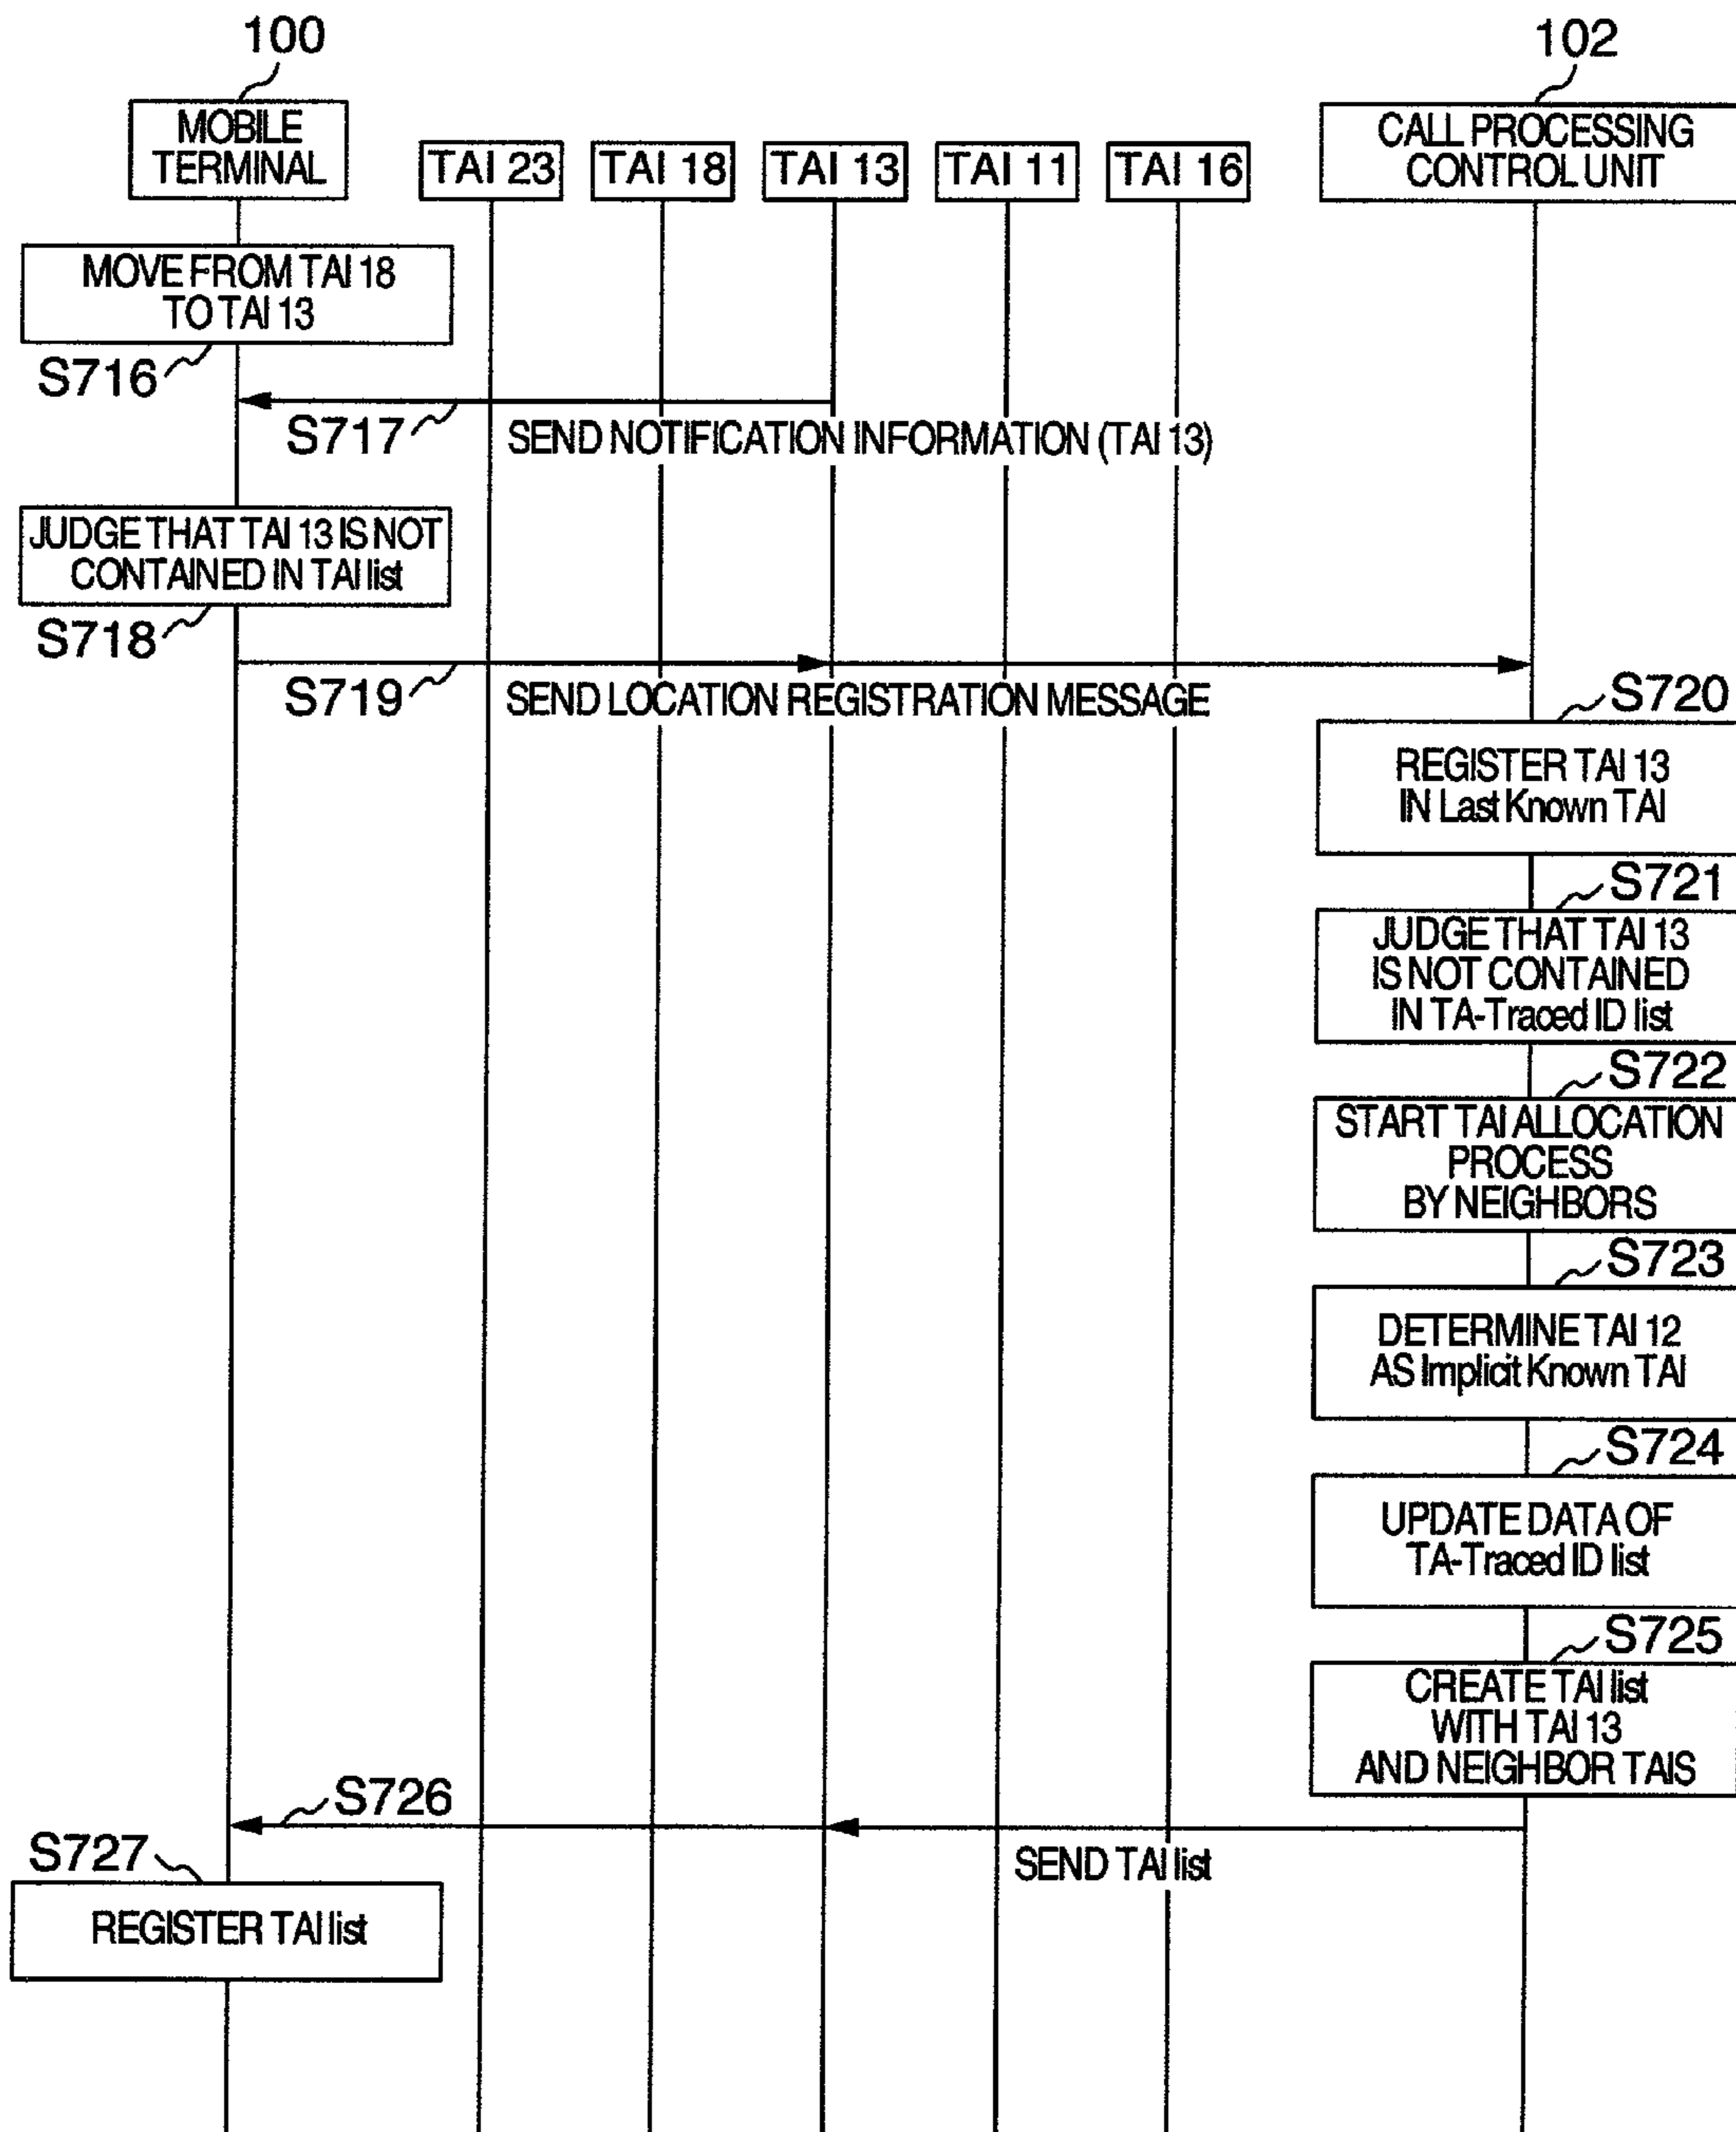 100
102
MOBILE
TERMINAL
TAI 23
TAI 18
TAI 13
TAI 11
TAI 16
CALL PROCESSING
CONTROL UNIT
MOVE FROM TAI 18
TO TAI 13
S716
S717
SEND NOTIFICATION INFORMATION (TAI 13)
JUDGE THAT TAI 13 IS NOT
CONTAINED IN TAI list
S718
S719
SEND LOCATION REGISTRATION MESSAGE
S720
REGISTER TAI 13
IN Last Known TAI
S721
JUDGE THAT TAI 13
IS NOT CONTAINED
IN TA-Traced ID list
S722
START TAI ALLOCATION
PROCESS
BY NEIGHBORS
S723
DETERMINE TAI 12
AS Implicit Known TAI
S724
UPDATE DATA OF
TA-Traced ID list
S725
CREATE TAI list
WITH TAI 13
AND NEIGHBOR TAIS
S726
SEND TAI list
S727
REGISTER TAI list